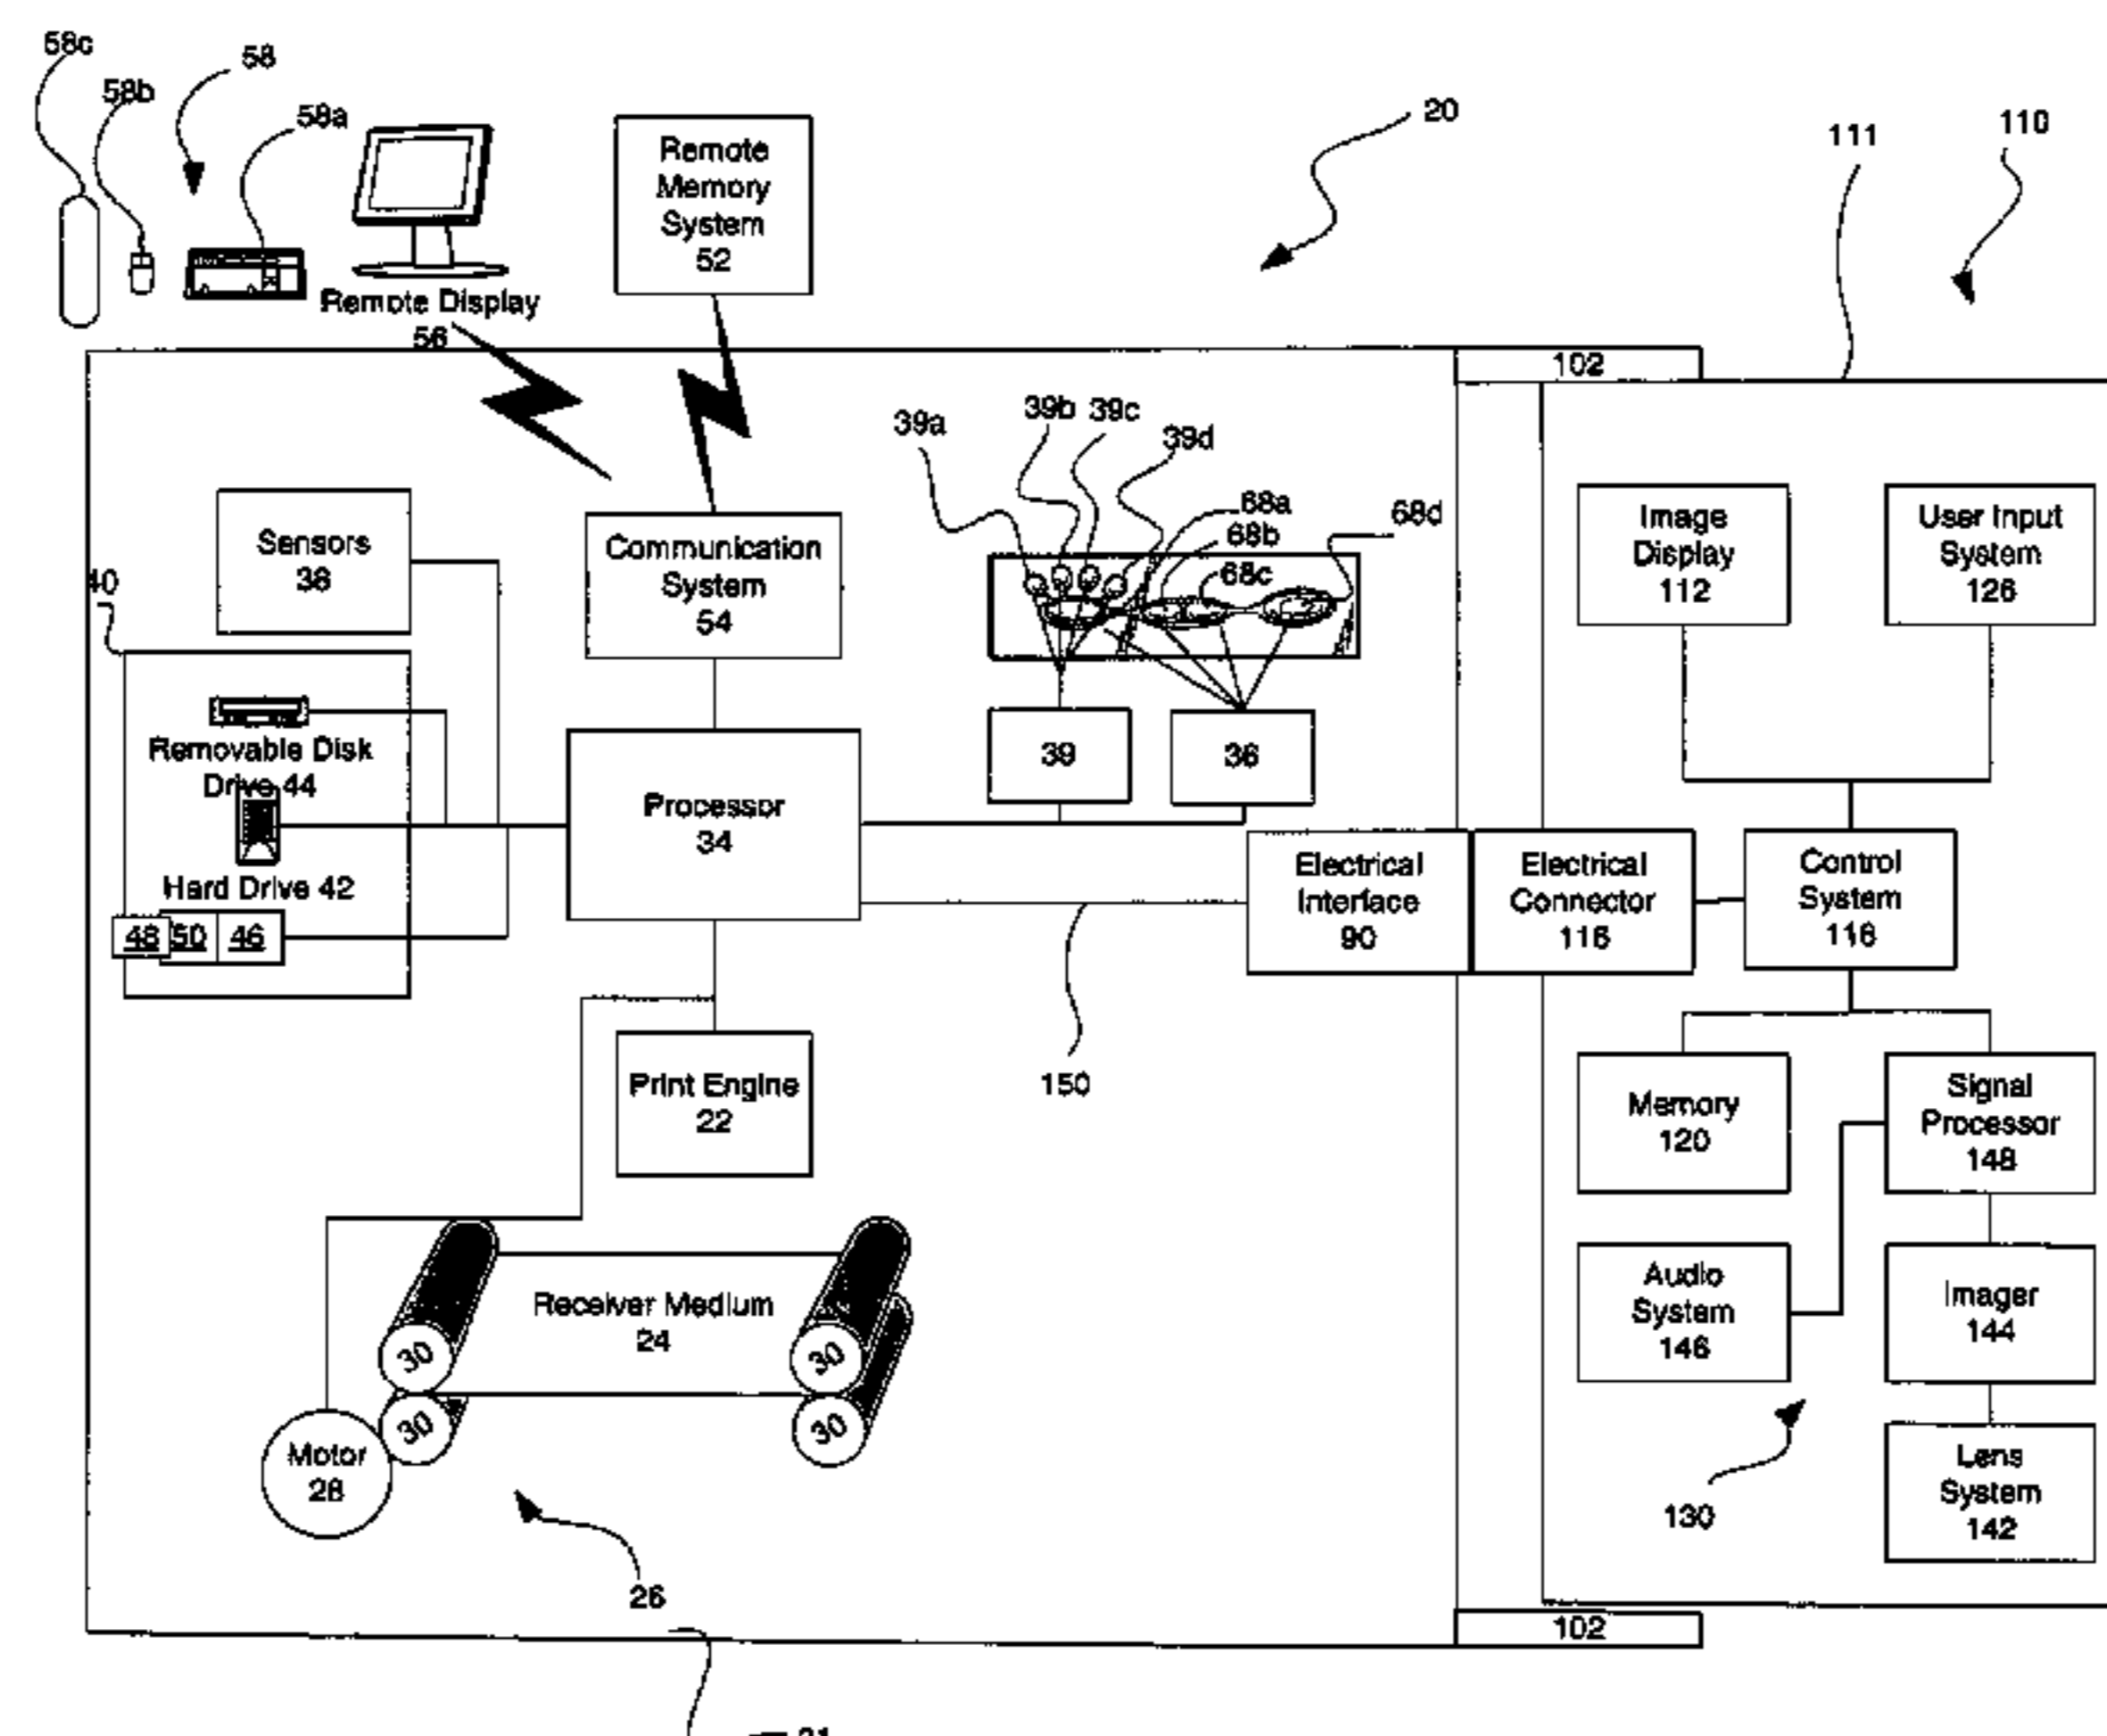 58c
58
58b
58a
20
111
110
Remote
Memory
System
52
Remote Display
56
102
39a
39b
39c
39d
68a
68b
68c
68d
Sensors
38
40
Communication
System
54
Image
Display
112
User Input
System
126
Removable Disk
Drive 44
Hard Drive 42
48 50 46
Processor
34
39
36
Electrical
Interface
90
Electrical
Connector
116
Control
System
116
150
Print Engine
22
Memory
120
Signal
Processor
148
Audio
System
146
Imager
144
Receiver Medium
24
30
30
30
30
Motor
28
26
130
Lens
System
142
102